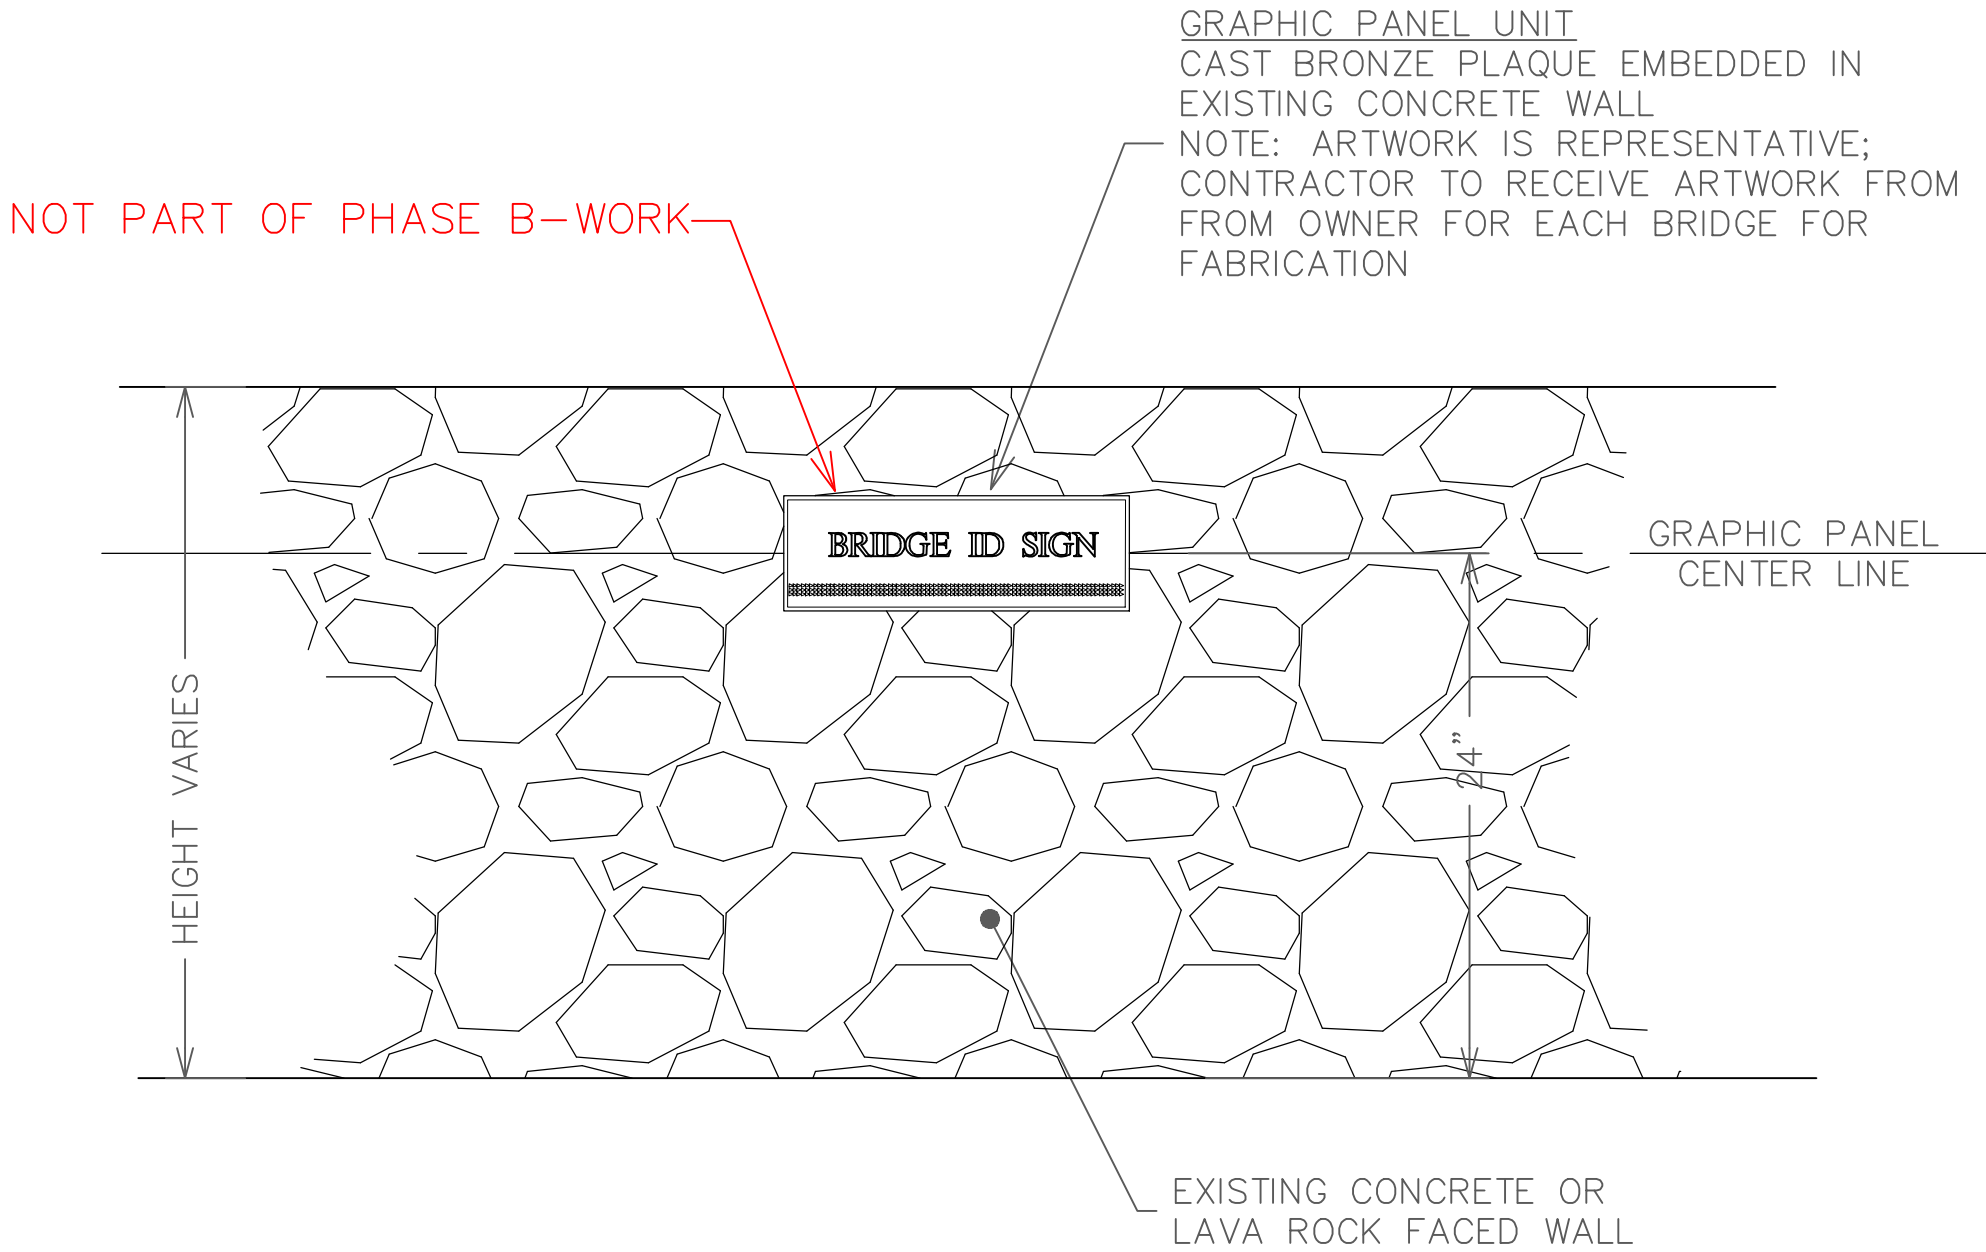 GRAPHIC PANEL UNIT
CAST BRONZE PLAQUE EMBEDDED IN
EXISTING CONCRETE WALL
NOTE: ARTWORK IS REPRESENTATIVE;
CONTRACTOR TO RECEIVE ARTWORK FROM
FROM OWNER FOR EACH BRIDGE FOR
FABRICATION
NOT PART OF PHASE B-WORK
BRIDGE ID SIGN
GRAPHIC PANEL
CENTER LINE
HEIGHT VARIES
24"
EXISTING CONCRETE OR
LAVA ROCK FACED WALL